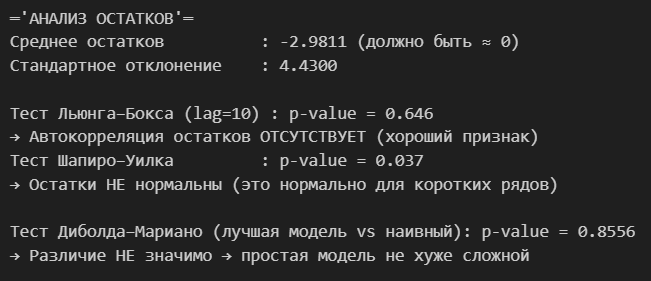 ='АНАЛИЗ ОСТАТКОВ'=
Среднее остатков : -2.9811 (должно быть ≈ 0)
Стандартное отклонение : 4.4300
Тест Льюнга–Бокса (lag=10) : p-value = 0.646
→ Автокорреляция остатков ОТСУТСТВУЕТ (хороший признак)
Тест Шапиро–Уилка : p-value = 0.037
→ Остатки НЕ нормальны (это нормально для коротких рядов)
Тест Диболда–Мариано (лучшая модель vs наивный): p-value = 0.8556
→ Различие НЕ значимо → простая модель не хуже сложной